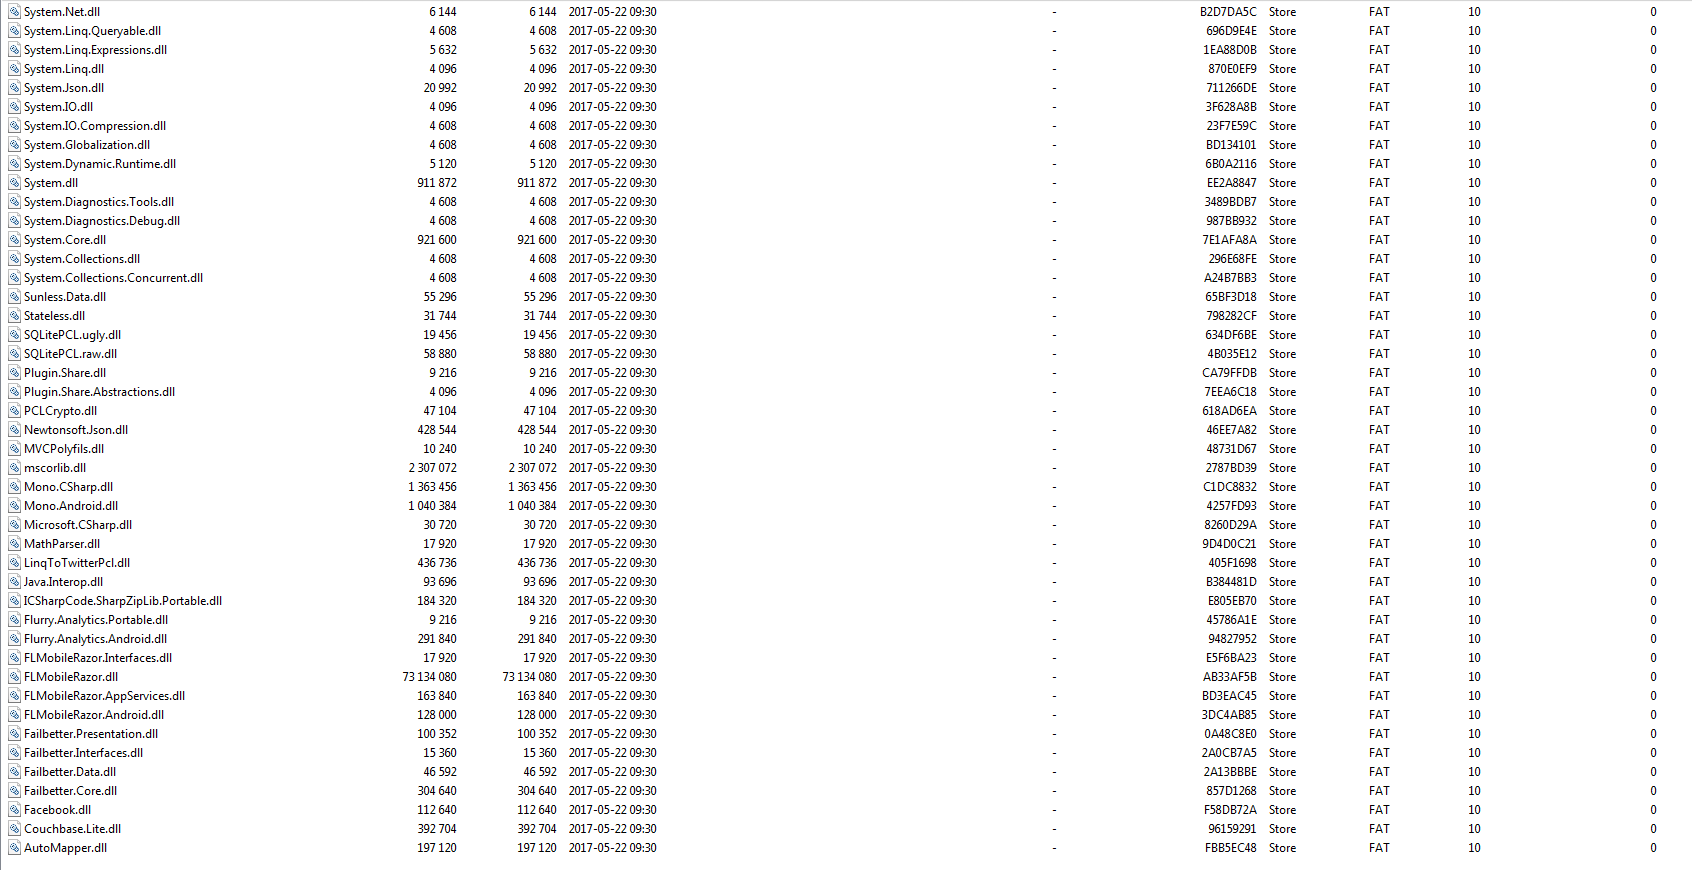 System.Net.dll 6 144 6 144 2017-05-22 09:30 - B2D7DA5C Store FAT 10 0
System.Linq.Queryable.dll 4 608 4 608 2017-05-22 09:30 - 696D9E4E Store FAT 10 0
System.Linq.Expressions.dll 5 632 5 632 2017-05-22 09:30 - 1EA88D0B Store FAT 10 0
System.Linq.dll 4 096 4 096 2017-05-22 09:30 - 870E0EF9 Store FAT 10 0
System.Json.dll 20 992 20 992 2017-05-22 09:30 - 711266DE Store FAT 10 0
System.IO.dll 4 096 4 096 2017-05-22 09:30 - 3F628A8B Store FAT 10 0
System.IO.Compression.dll 4 608 4 608 2017-05-22 09:30 - 23F7E59C Store FAT 10 0
System.Globalization.dll 4 608 4 608 2017-05-22 09:30 - BD134101 Store FAT 10 0
System.Dynamic.Runtime.dll 5 120 5 120 2017-05-22 09:30 - 6B0A2116 Store FAT 10 0
System.dll 911 872 911 872 2017-05-22 09:30 - EE2A8847 Store FAT 10 0
System.Diagnostics.Tools.dll 4 608 4 608 2017-05-22 09:30 - 3489BDB7 Store FAT 10 0
System.Diagnostics.Debug.dll 4 608 4 608 2017-05-22 09:30 - 987BB932 Store FAT 10 0
System.Core.dll 921 600 921 600 2017-05-22 09:30 - 7E1AFA8A Store FAT 10 0
System.Collections.dll 4 608 4 608 2017-05-22 09:30 - 296E68FE Store FAT 10 0
System.Collections.Concurrent.dll 4 608 4 608 2017-05-22 09:30 - A24B7BB3 Store FAT 10 0
Sunless.Data.dll 55 296 55 296 2017-05-22 09:30 - 65BF3D18 Store FAT 10 0
Stateless.dll 31 744 31 744 2017-05-22 09:30 - 798282CF Store FAT 10 0
SQLitePCL.ugly.dll 19 456 19 456 2017-05-22 09:30 - 634DF6BE Store FAT 10 0
SQLitePCL.raw.dll 58 880 58 880 2017-05-22 09:30 - 4B035E12 Store FAT 10 0
Plugin.Share.dll 9 216 9 216 2017-05-22 09:30 - CA79FFDB Store FAT 10 0
Plugin.Share.Abstractions.dll 4 096 4 096 2017-05-22 09:30 - 7EEA6C18 Store FAT 10 0
PCLCrypto.dll 47 104 47 104 2017-05-22 09:30 - 618AD6EA Store FAT 10 0
Newtonsoft.Json.dll 428 544 428 544 2017-05-22 09:30 - 46EE7A82 Store FAT 10 0
MVCPolyfils.dll 10 240 10 240 2017-05-22 09:30 - 48731D67 Store FAT 10 0
mscorlib.dll 2 307 072 2 307 072 2017-05-22 09:30 - 2787BD39 Store FAT 10 0
Mono.CSharp.dll 1 363 456 1 363 456 2017-05-22 09:30 - C1DC8832 Store FAT 10 0
Mono.Android.dll 1 040 384 1 040 384 2017-05-22 09:30 - 4257FD93 Store FAT 10 0
Microsoft.CSharp.dll 30 720 30 720 2017-05-22 09:30 - 8260D29A Store FAT 10 0
MathParser.dll 17 920 17 920 2017-05-22 09:30 - 9D4D0C21 Store FAT 10 0
LinqToTwitterPcl.dll 436 736 436 736 2017-05-22 09:30 - 405F1698 Store FAT 10 0
Java.Interop.dll 93 696 93 696 2017-05-22 09:30 - B384481D Store FAT 10 0
ICSharpCode.SharpZipLib.Portable.dll 184 320 184 320 2017-05-22 09:30 - E805EB70 Store FAT 10 0
Flurry.Analytics.Portable.dll 9 216 9 216 2017-05-22 09:30 - 45786A1E Store FAT 10 0
Flurry.Analytics.Android.dll 291 840 291 840 2017-05-22 09:30 - 94827952 Store FAT 10 0
FLMobileRazor.Interfaces.dll 17 920 17 920 2017-05-22 09:30 - E5F6BA23 Store FAT 10 0
FLMobileRazor.dll 73 134 080 73 134 080 2017-05-22 09:30 - AB33AF5B Store FAT 10 0
FLMobileRazor.AppServices.dll 163 840 163 840 2017-05-22 09:30 - BD3EAC45 Store FAT 10 0
FLMobileRazor.Android.dll 128 000 128 000 2017-05-22 09:30 - 3DC4AB85 Store FAT 10 0
Failbetter.Presentation.dll 100 352 100 352 2017-05-22 09:30 - 0A48C8E0 Store FAT 10 0
Failbetter.Interfaces.dll 15 360 15 360 2017-05-22 09:30 - 2A0CB7A5 Store FAT 10 0
Failbetter.Data.dll 46 592 46 592 2017-05-22 09:30 - 2A13BBBE Store FAT 10 0
Failbetter.Core.dll 304 640 304 640 2017-05-22 09:30 - 857D1268 Store FAT 10 0
Facebook.dll 112 640 112 640 2017-05-22 09:30 - F58DB72A Store FAT 10 0
Couchbase.Lite.dll 392 704 392 704 2017-05-22 09:30 - 96159291 Store FAT 10 0
AutoMapper.dll 197 120 197 120 2017-05-22 09:30 - FBB5EC48 Store FAT 10 0